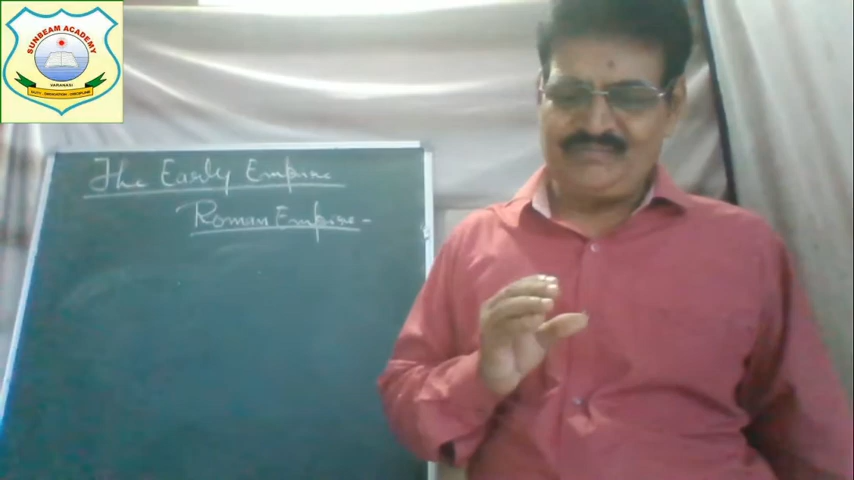 SUNBEAM ACADEMY
VARANASI
The Early Empire
Roman Empire -